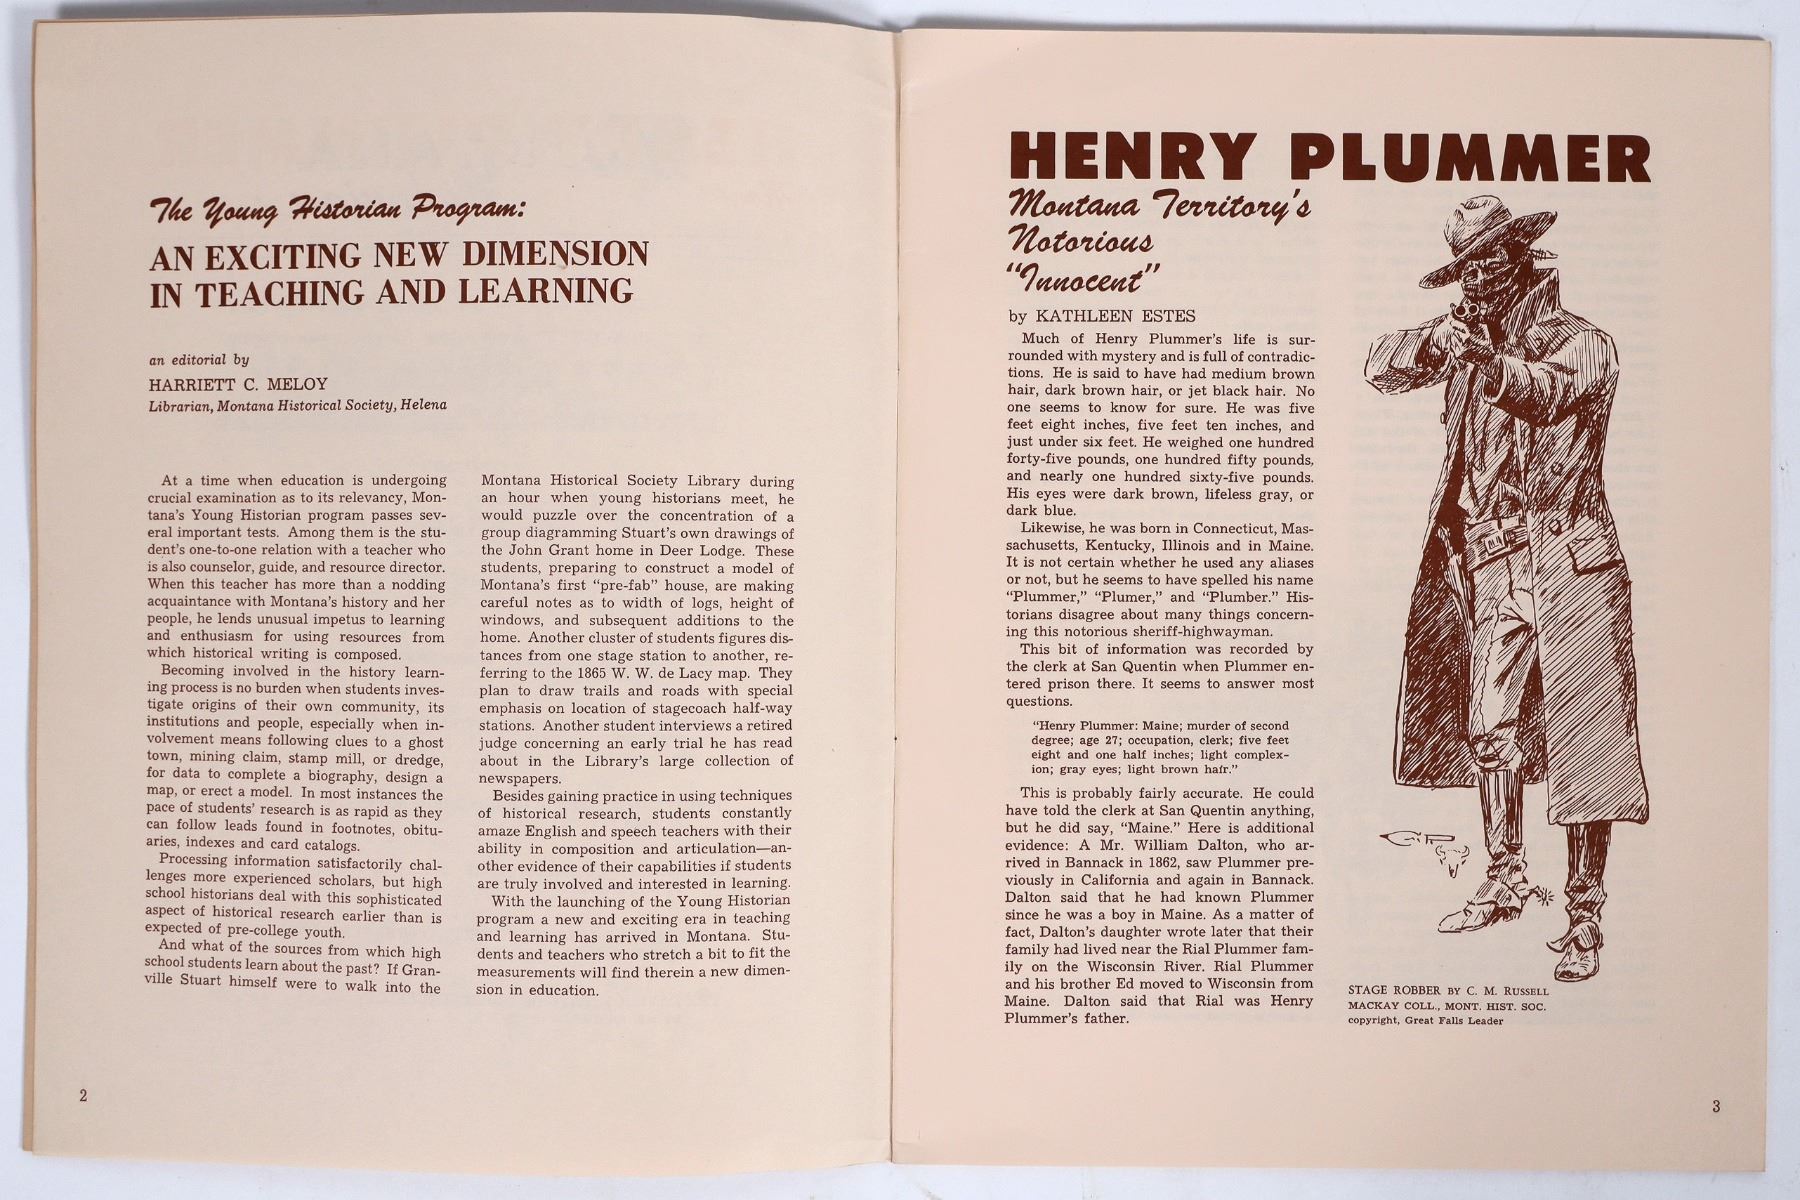 The Young Historian Program:
AN EXCITING NEW DIMENSION
IN TEACHING AND LEARNING
an editorial by
HARRIETT C. MELOY
Librarian, Montana Historical Society, Helena
At a time when education is undergoing
crucial examination as to its relevancy, Mon-
tana's Young Historian program passes sev-
eral important tests. Among them is the stu-
dent's one-to-one relation with a teacher who
is also counselor, guide, and resource director.
When this teacher has more than a nodding
acquaintance with Montana's history and her
people, he lends unusual impetus to learning
and enthusiasm for using resources from
which historical writing is composed.
Becoming involved in the history learn-
ing process is no burden when students inves-
tigate origins of their own community, its
institutions and people, especially when in-
volvement means following clues to a ghost
town, mining claim, stamp mill, or dredge,
for data to complete a biography, design a
map, or erect a model. In most instances the
pace of students' research is as rapid as they
can follow leads found in footnotes, obitu-
aries, indexes and card catalogs.
Processing information satisfactorily chal-
lenges more experienced scholars, but high
school historians deal with this sophisticated
aspect of historical research earlier than is
expected of pre-college youth.
And what of the sources from which high
school students learn about the past? If Gran-
ville Stuart himself were to walk into the
Montana Historical Society Library during
an hour when young historians meet, he
would puzzle over the concentration of a
group diagramming Stuart's own drawings of
the John Grant home in Deer Lodge. These
students, preparing to construct a model of
Montana's first "pre-fab" house, are making
careful notes as to width of logs, height of
windows, and subsequent additions to the
home. Another cluster of students figures dis-
tances from one stage station to another, re-
ferring to the 1865 W. W. de Lacy map. They
plan to draw trails and roads with special
emphasis on location of stagecoach half-way
stations. Another student interviews a retired
judge concerning an early trial he has read
about in the Library's large collection of
newspapers.
Besides gaining practice in using techniques
of historical research, students constantly
amaze English and speech teachers with their
ability in composition and articulation—an-
other evidence of their capabilities if students
are truly involved and interested in learning.
With the launching of the Young Historian
program a new and exciting era in teaching
and learning has arrived in Montana. Stu-
dents and teachers who stretch a bit to fit the
measurements will find therein a new dimen-
sion in education.
2
HENRY PLUMMER
Montana Territory's
Notorious
"Innocent"
by KATHLEEN ESTES
Much of Henry Plummer's life is sur-
rounded with mystery and is full of contradic-
tions. He is said to have had medium brown
hair, dark brown hair, or jet black hair. No
one seems to know for sure. He was five
feet eight inches, five feet ten inches, and
just under six feet. He weighed one hundred
forty-five pounds, one hundred fifty pounds,
and nearly one hundred sixty-five pounds.
His eyes were dark brown, lifeless gray, or
dark blue.
Likewise, he was born in Connecticut, Mas-
sachusetts, Kentucky, Illinois and in Maine.
It is not certain whether he used any aliases
or not, but he seems to have spelled his name
"Plummer," "Plumer," and "Plumber." His-
torians disagree about many things concern-
ing this notorious sheriff-highwayman.
This bit of information was recorded by
the clerk at San Quentin when Plummer en-
tered prison there. It seems to answer most
questions.
"Henry Plummer: Maine; murder of second
degree; age 27; occupation, clerk; five feet
eight and one half inches; light complex-
ion; gray eyes; light brown hair."
This is probably fairly accurate. He could
have told the clerk at San Quentin anything,
but he did say, "Maine." Here is additional
evidence: A Mr. William Dalton, who ar-
rived in Bannack in 1862, saw Plummer pre-
viously in California and again in Bannack.
Dalton said that he had known Plummer
since he was a boy in Maine. As a matter of
fact, Dalton's daughter wrote later that their
family had lived near the Rial Plummer fam-
ily on the Wisconsin River. Rial Plummer
and his brother Ed moved to Wisconsin from
Maine. Dalton said that Rial was Henry
Plummer's father.
STAGE ROBBER BY C. M. RUSSELL
MACKAY COLL., MONT. HIST. SOC.
copyright, Great Falls Leader
3